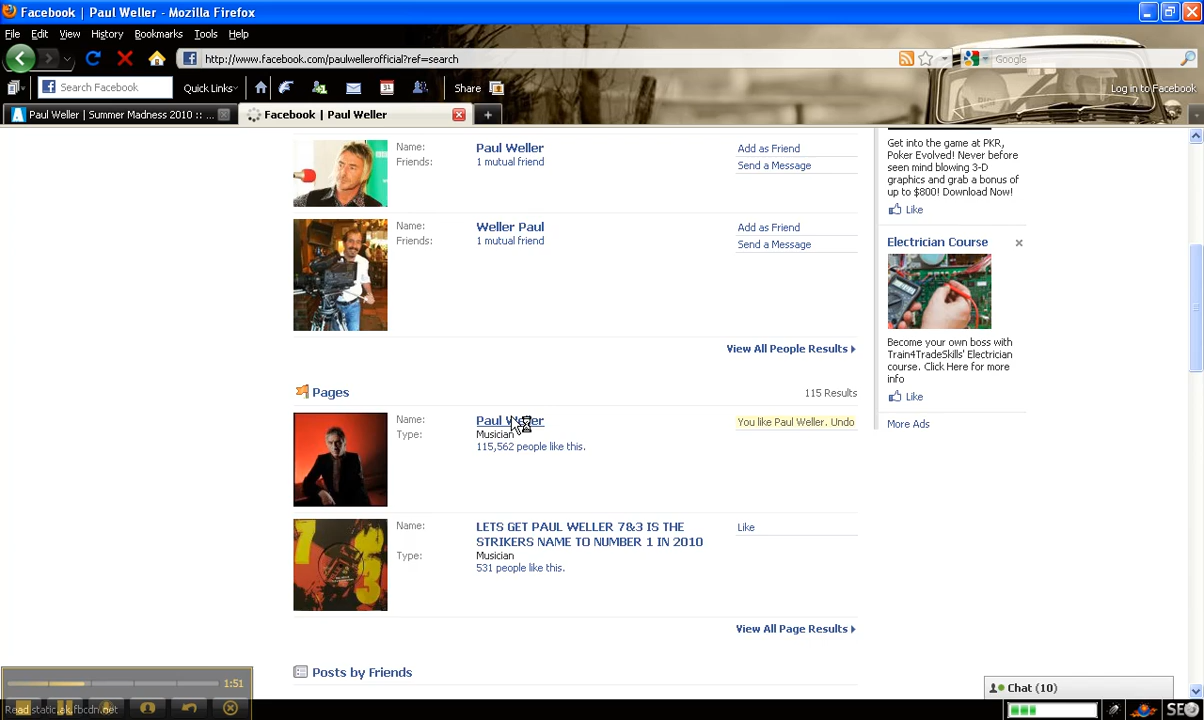 Facebook | Paul Weller - Mozilla Firefox
File Edit View History Bookmarks Tools Help
http://www.facebook.com/paulwellerofficial?ref=search
Google
Search Facebook
Quick Links
Share
Log in to Facebook
Paul Weller | Summer Madness 2010 :: ...
Facebook | Paul Weller
Name: Paul Weller
Friends: 1 mutual friend
Add as Friend
Send a Message
Name: Weller Paul
Friends: 1 mutual friend
Add as Friend
Send a Message
View All People Results
Pages
115 Results
Name: Paul Weller
Type: Musician
115,562 people like this.
You like Paul Weller. Undo
Name: LETS GET PAUL WELLER 7&3 IS THE
STRIKERS NAME TO NUMBER 1 IN 2010
Type: Musician
531 people like this.
Like
View All Page Results
Posts by Friends
Get into the game at PKR,
Poker Evolved! Never before
seen mind blowing 3-D
graphics and grab a bonus of
up to $800! Download Now!
Like
Electrician Course
Become your own boss with
Train4TradeSkills' Electrician
course. Click Here for more
info
Like
More Ads
1:51
Read static.ak.fbcdn.net
Chat (10)
SEO